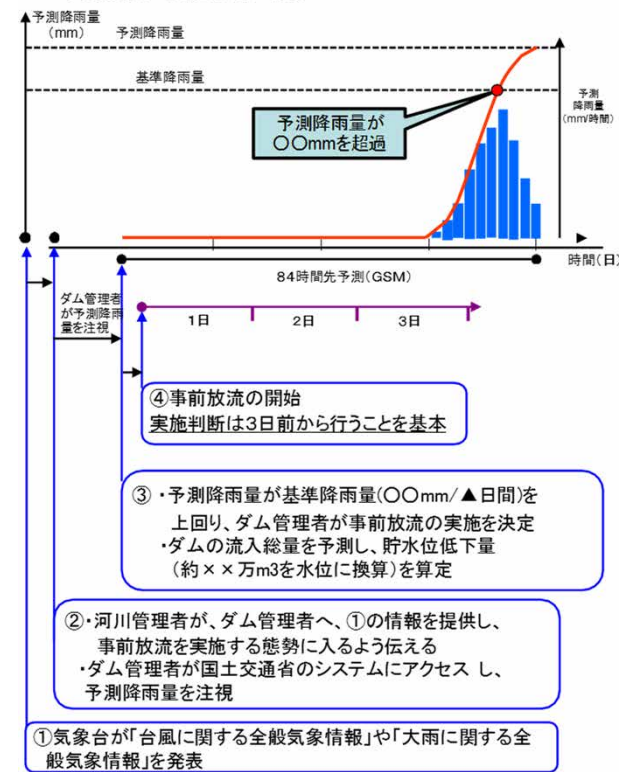 予測降雨量
(mm)
予測降雨量
基準降雨量
予測
降雨量
(mm/時間)
予測降雨量が
〇〇mmを超過
時間(日)
84時間先予測(GSM)
ダム管理者
が予測降雨
量を注視
1日
2日
3日
④事前放流の開始
実施判断は3日前から行うことを基本
③ ・予測降雨量が基準降雨量(〇〇mm/▲日間)を
上回り、ダム管理者が事前放流の実施を決定
・ダムの流入総量を予測し、貯水位低下量
(約××万m3を水位に換算)を算定
②・河川管理者が、ダム管理者へ、①の情報を提供し、
事前放流を実施する態勢に入るよう伝える
・ダム管理者が国土交通省のシステムにアクセス し、
予測降雨量を注視
①気象台が「台風に関する全般気象情報」や「大雨に関する全
般気象情報」を発表